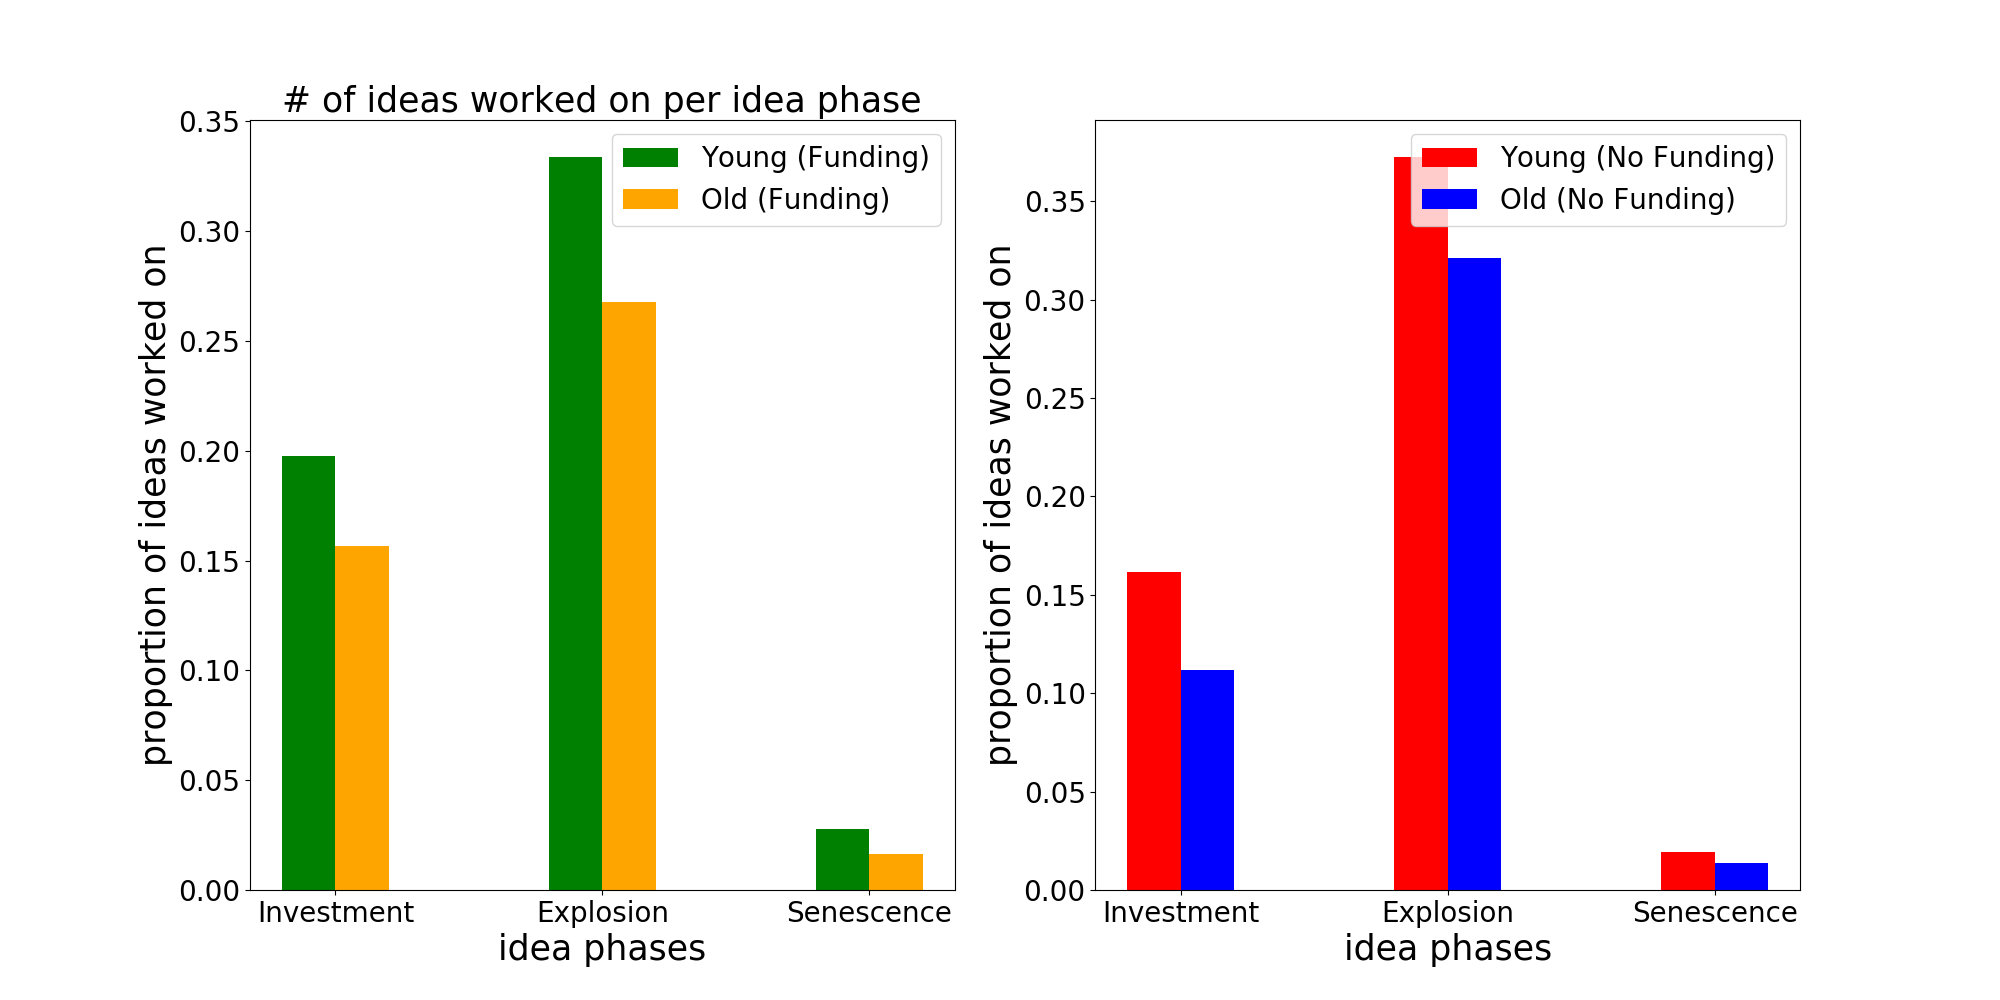 # of ideas worked on per idea phase
proportion of ideas worked on
0.35
0.30
0.25
0.20
0.15
0.10
0.05
0.00
Young (Funding)
Old (Funding)
Investment
Explosion
Senescence
idea phases
proportion of ideas worked on
0.35
0.30
0.25
0.20
0.15
0.10
0.05
0.00
Young (No Funding)
Old (No Funding)
Investment
Explosion
Senescence
idea phases